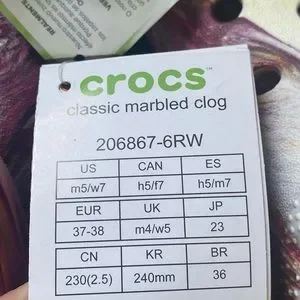 crocs™
classic marbled clog
206867-6RW
US CAN ES
m5/w7 h5/f7 h5/m7
EUR UK JP
37-38 m4/w5 23
CN KR BR
230(2.5) 240mm 36